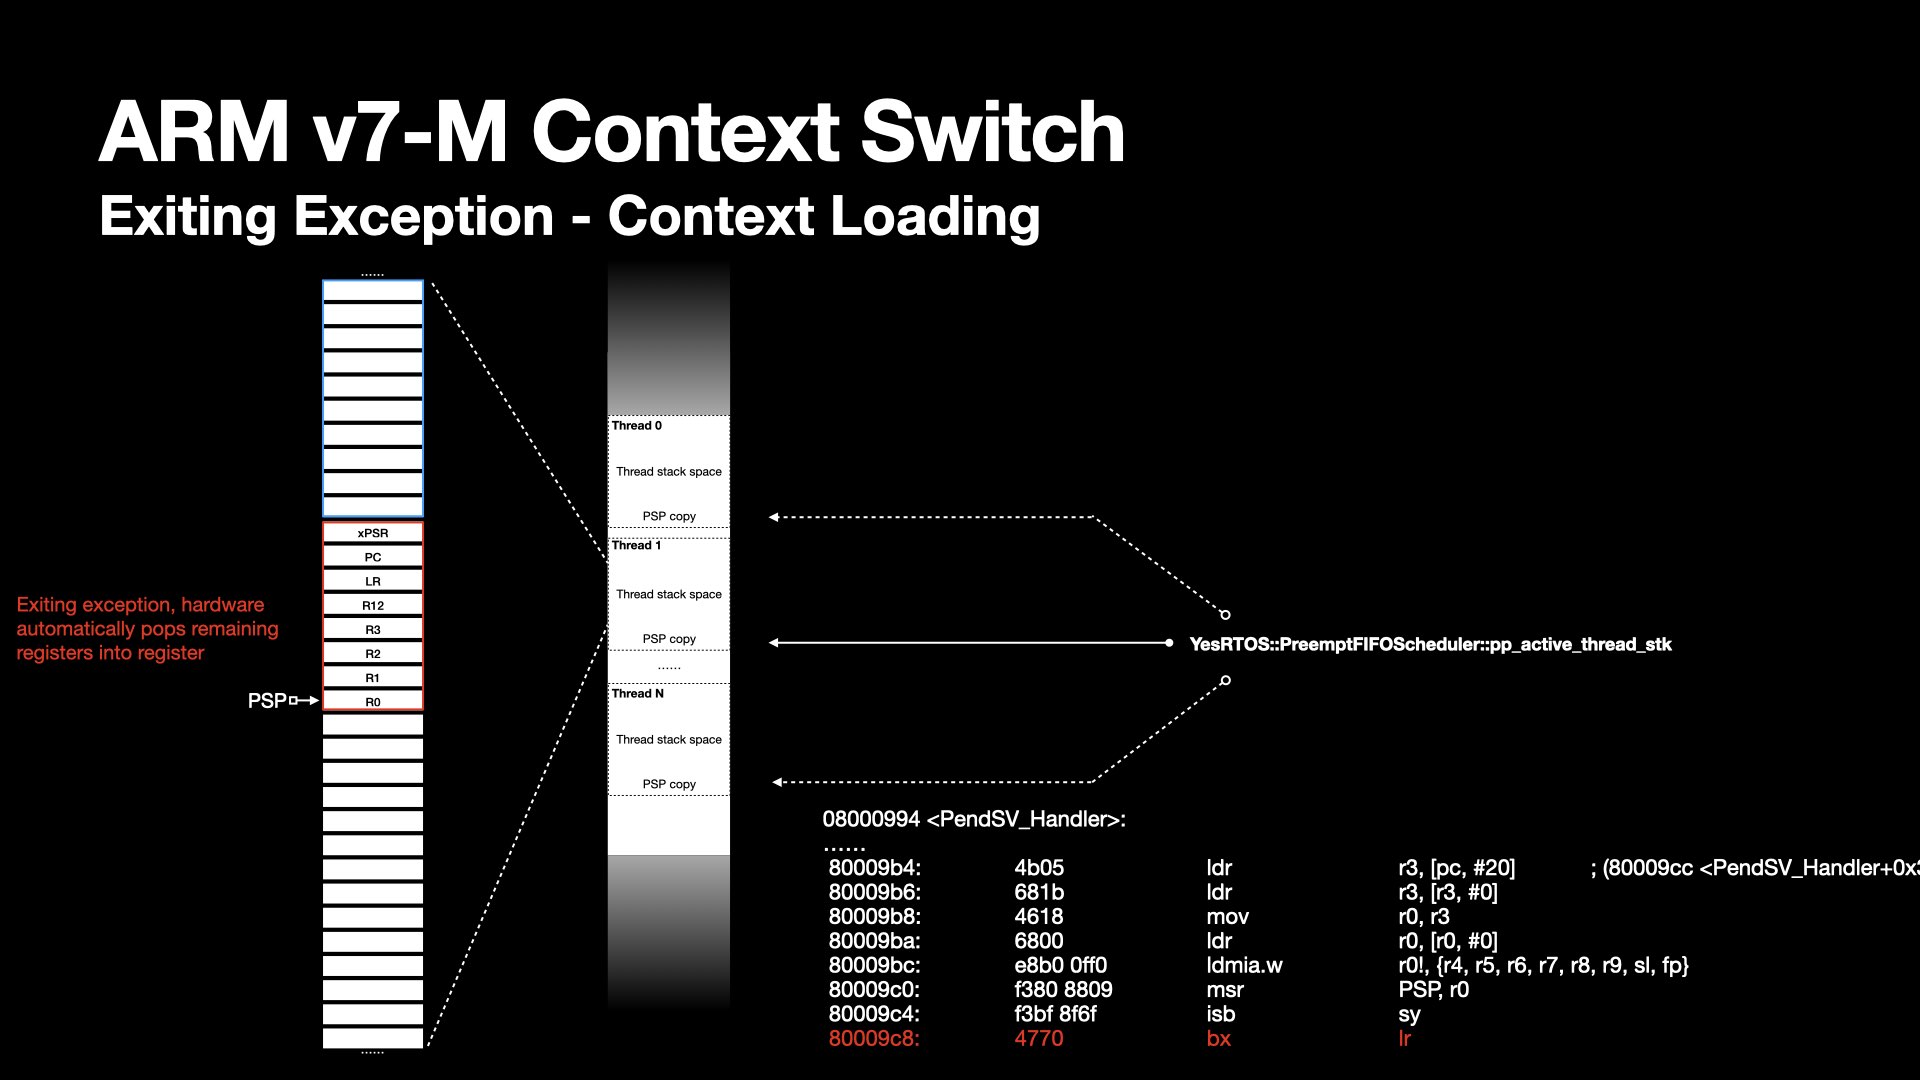 ARM v7-M Context Switch
Exiting Exception - Context Loading
......
xPSR
PC
LR
R12
R3
R2
R1
R0
......
Exiting exception, hardware
automatically pops remaining
registers into register
PSP
Thread 0
Thread stack space
PSP copy
Thread 1
Thread stack space
PSP copy
......
Thread N
Thread stack space
PSP copy
YesRTOS::PreemptFIFOScheduler::pp_active_thread_stk
08000994 <PendSV_Handler>:
......
80009b4: 4b05 ldr r3, [pc, #20] ; (80009cc <PendSV_Handler+0x3
80009b6: 681b ldr r3, [r3, #0]
80009b8: 4618 mov r0, r3
80009ba: 6800 ldr r0, [r0, #0]
80009bc: e8b0 0ff0 ldmia.w r0!, {r4, r5, r6, r7, r8, r9, sl, fp}
80009c0: f380 8809 msr PSP, r0
80009c4: f3bf 8f6f isb sy
80009c8: 4770 bx lr